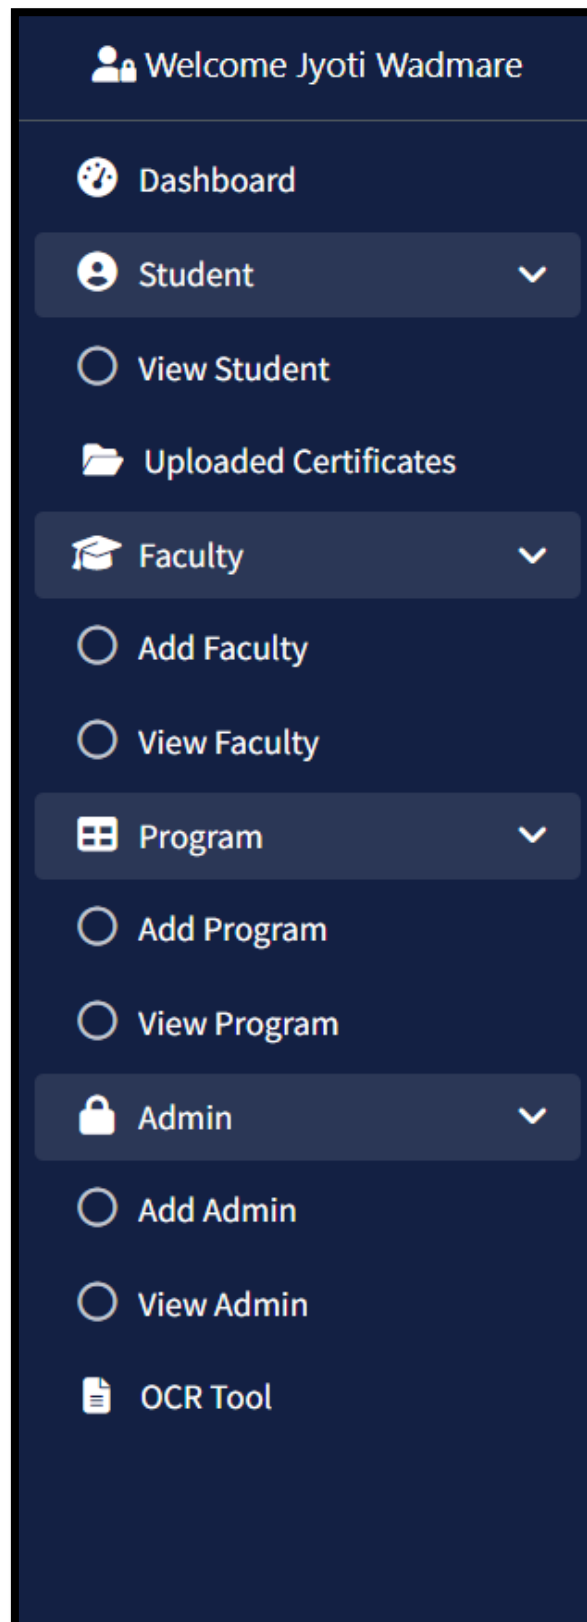 Welcome Jyoti Wadmare
Dashboard
Student
View Student
Uploaded Certificates
Faculty
Add Faculty
View Faculty
Program
Add Program
View Program
Admin
Add Admin
View Admin
OCR Tool